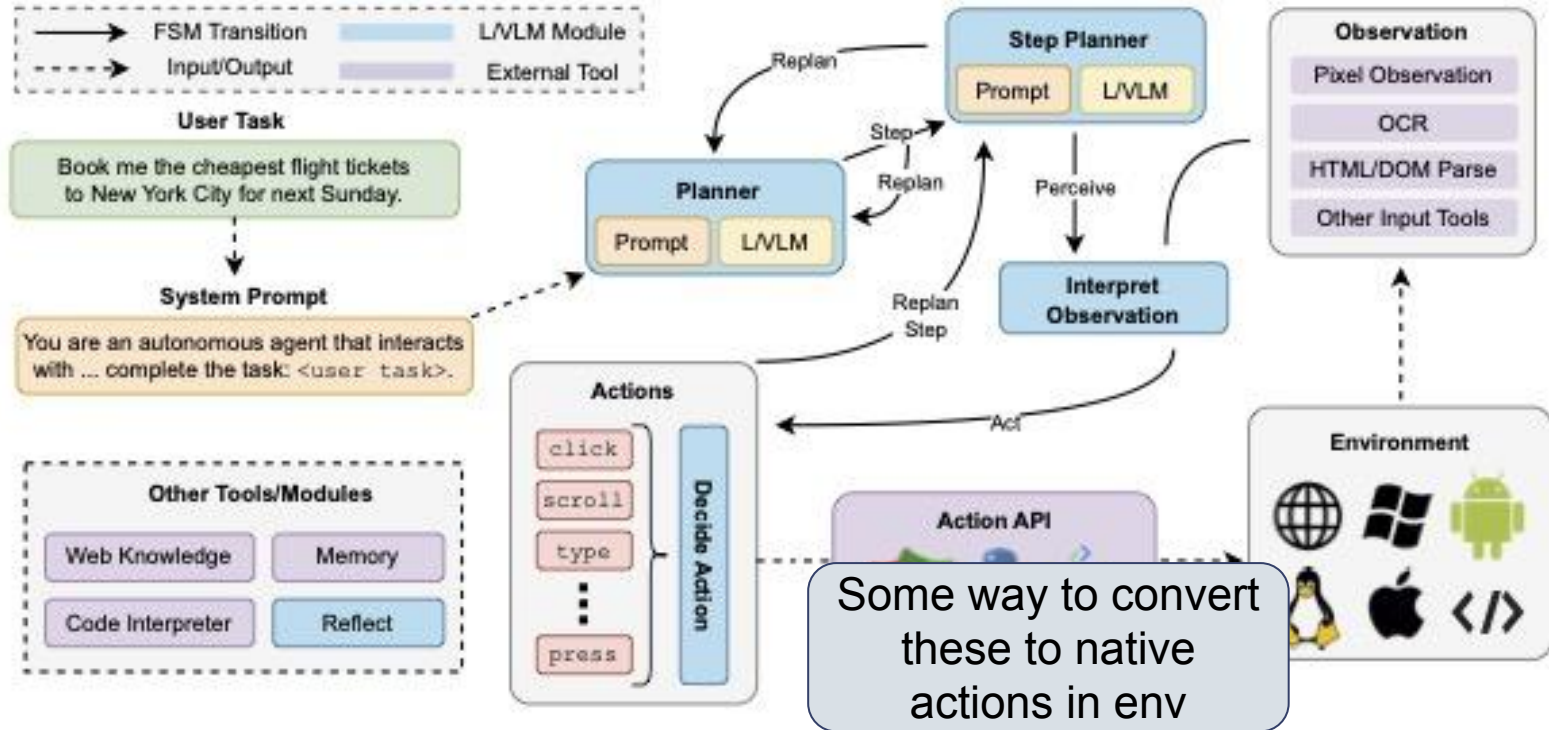 FSM Transition
L/VLM Module
Input/Output
External Tool
User Task
Book me the cheapest flight tickets
to New York City for next Sunday.
System Prompt
You are an autonomous agent that interacts
with ... complete the task: <user task>.
Other Tools/Modules
Web Knowledge
Memory
Code Interpreter
Reflect
Planner
Prompt
L/VLM
Replan
Step
Replan
Step Planner
Prompt
L/VLM
Perceive
Interpret
Observation
Replan
Step
Act
Actions
click
scroll
type
press
Decide Action
Action API
Some way to convert
these to native
actions in env
Observation
Pixel Observation
OCR
HTML/DOM Parse
Other Input Tools
Environment
</>